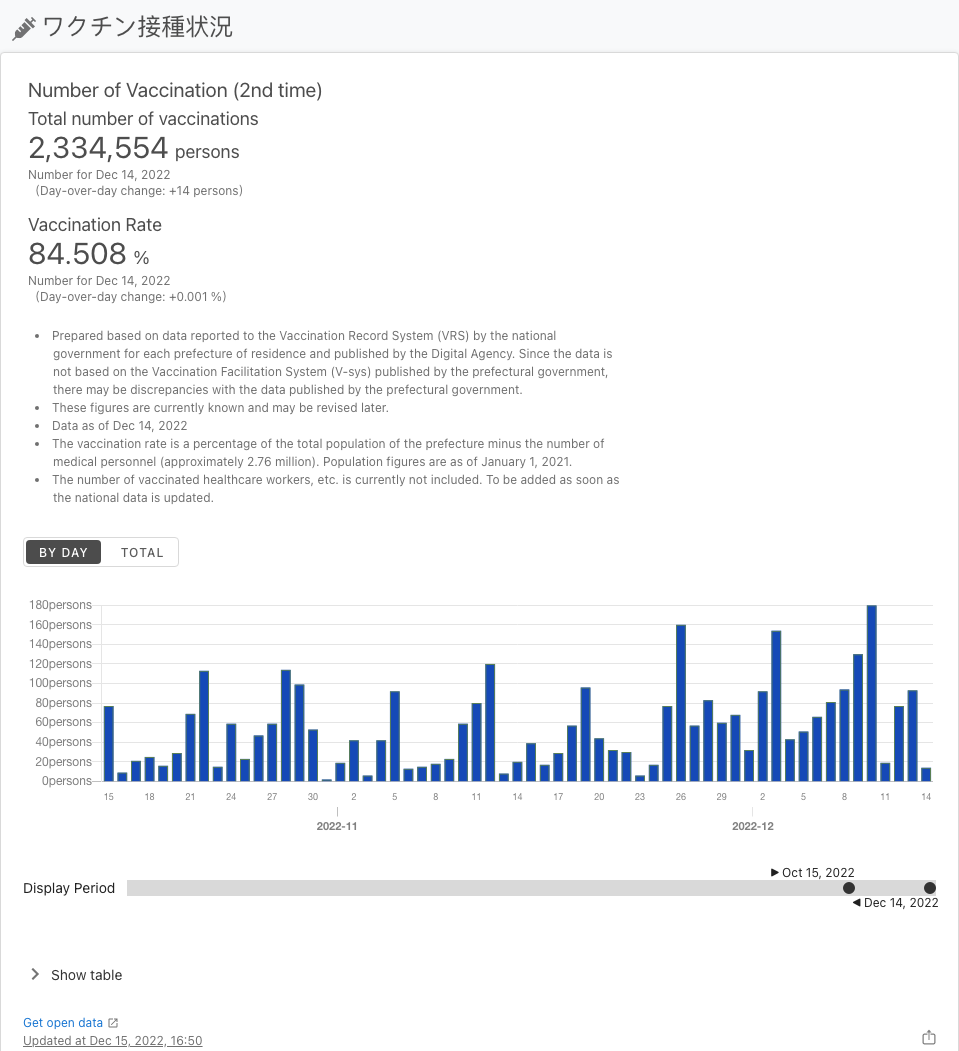 ワクチン接種状況
Number of Vaccination (2nd time)
Total number of vaccinations
2,334,554 persons
Number for Dec 14, 2022
(Day-over-day change: +14 persons)
Vaccination Rate
84.508 %
Number for Dec 14, 2022
(Day-over-day change: +0.001 %)
• Prepared based on data reported to the Vaccination Record System (VRS) by the national
government for each prefecture of residence and published by the Digital Agency. Since the data is
not based on the Vaccination Facilitation System (V-sys) published by the prefectural government,
there may be discrepancies with the data published by the prefectural government.
• These figures are currently known and may be revised later.
• Data as of Dec 14, 2022
• The vaccination rate is a percentage of the total population of the prefecture minus the number of
medical personnel (approximately 2.76 million). Population figures are as of January 1, 2021.
• The number of vaccinated healthcare workers, etc. is currently not included. To be added as soon as
the national data is updated.
BY DAY TOTAL
180persons
160persons
140persons
120persons
100persons
80persons
60persons
40persons
20persons
0persons
15 18 21 24 27 30 2 5 8 11 14 17 20 23 26 29 2 5 8 11 14
2022-11 2022-12
Oct 15, 2022
Display Period
Dec 14, 2022
Show table
Get open data
Updated at Dec 15, 2022, 16:50